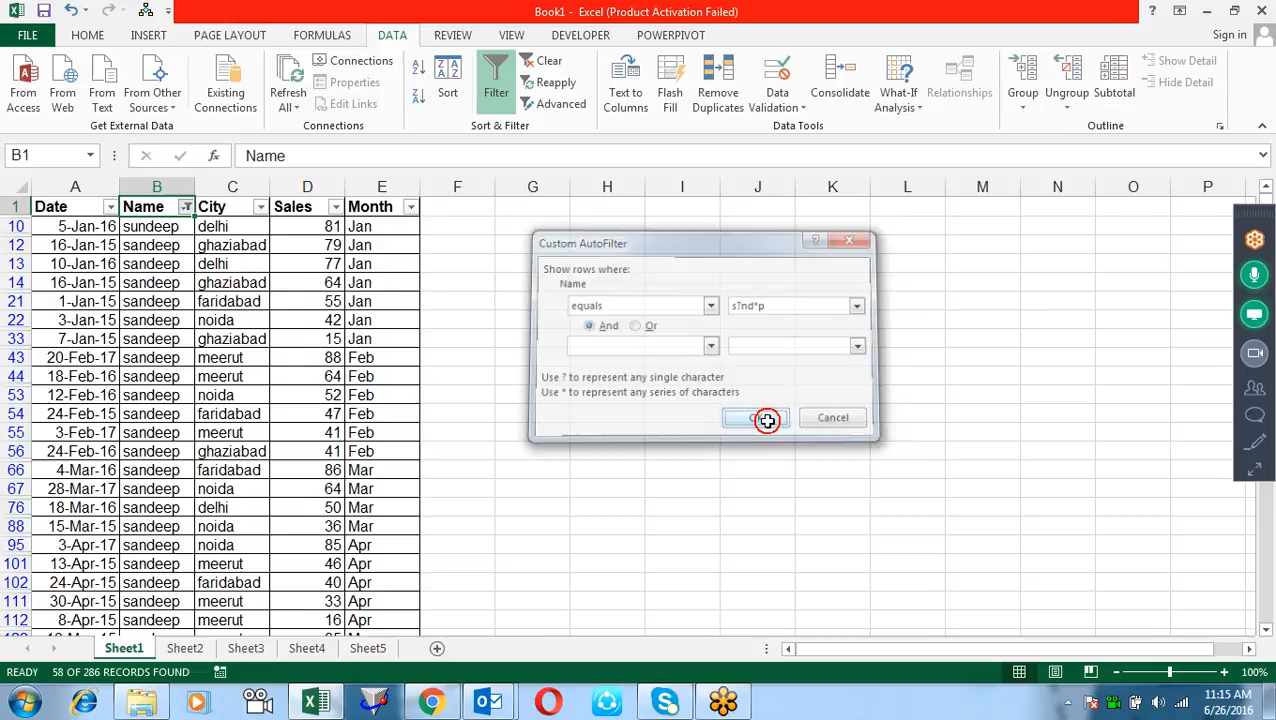 Book1 - Excel (Product Activation Failed)
FILE HOME INSERT PAGE LAYOUT FORMULAS DATA REVIEW VIEW DEVELOPER POWERPIVOT Sign in
From Access
From Web
From Text
From Other Sources
Existing Connections
Get External Data
Refresh All
Connections
Properties
Edit Links
Connections
Sort
Filter
Clear
Reapply
Advanced
Sort & Filter
Text to Columns
Flash Fill
Remove Duplicates
Data Validation
Consolidate
What-If Analysis
Relationships
Data Tools
Group
Ungroup
Subtotal
Show Detail
Hide Detail
Outline
B1 fx Name
A B C D E F G H I J K L M N O P
1 Date Name City Sales Month
10 5-Jan-16 sundeep delhi 81 Jan
12 16-Jan-15 sandeep ghaziabad 79 Jan
13 10-Jan-16 sandeep delhi 77 Jan
14 16-Jan-15 sandeep ghaziabad 64 Jan
21 1-Jan-15 sandeep faridabad 55 Jan
22 3-Jan-15 sandeep noida 42 Jan
33 7-Jan-15 sandeep ghaziabad 15 Jan
43 20-Feb-17 sandeep meerut 88 Feb
44 18-Feb-16 sandeep meerut 64 Feb
53 12-Feb-16 sandeep noida 52 Feb
54 24-Feb-15 sandeep faridabad 47 Feb
55 3-Feb-17 sandeep meerut 41 Feb
56 24-Feb-16 sandeep ghaziabad 41 Feb
66 4-Mar-16 sandeep faridabad 86 Mar
67 28-Mar-17 sandeep noida 64 Mar
76 18-Mar-16 sandeep delhi 50 Mar
88 15-Mar-15 sandeep noida 36 Mar
95 3-Apr-17 sandeep noida 85 Apr
101 13-Apr-15 sandeep meerut 46 Apr
102 24-Apr-15 sandeep faridabad 40 Apr
111 30-Apr-15 sandeep meerut 33 Apr
112 8-Apr-15 sandeep meerut 16 Apr
Custom AutoFilter
Show rows where:
Name
equals s?nd*p
And Or
Use ? to represent any single character
Use * to represent any series of characters
Cancel
Sheet1 Sheet2 Sheet3 Sheet4 Sheet5
READY 58 OF 286 RECORDS FOUND 100%
11:15 AM
6/26/2016